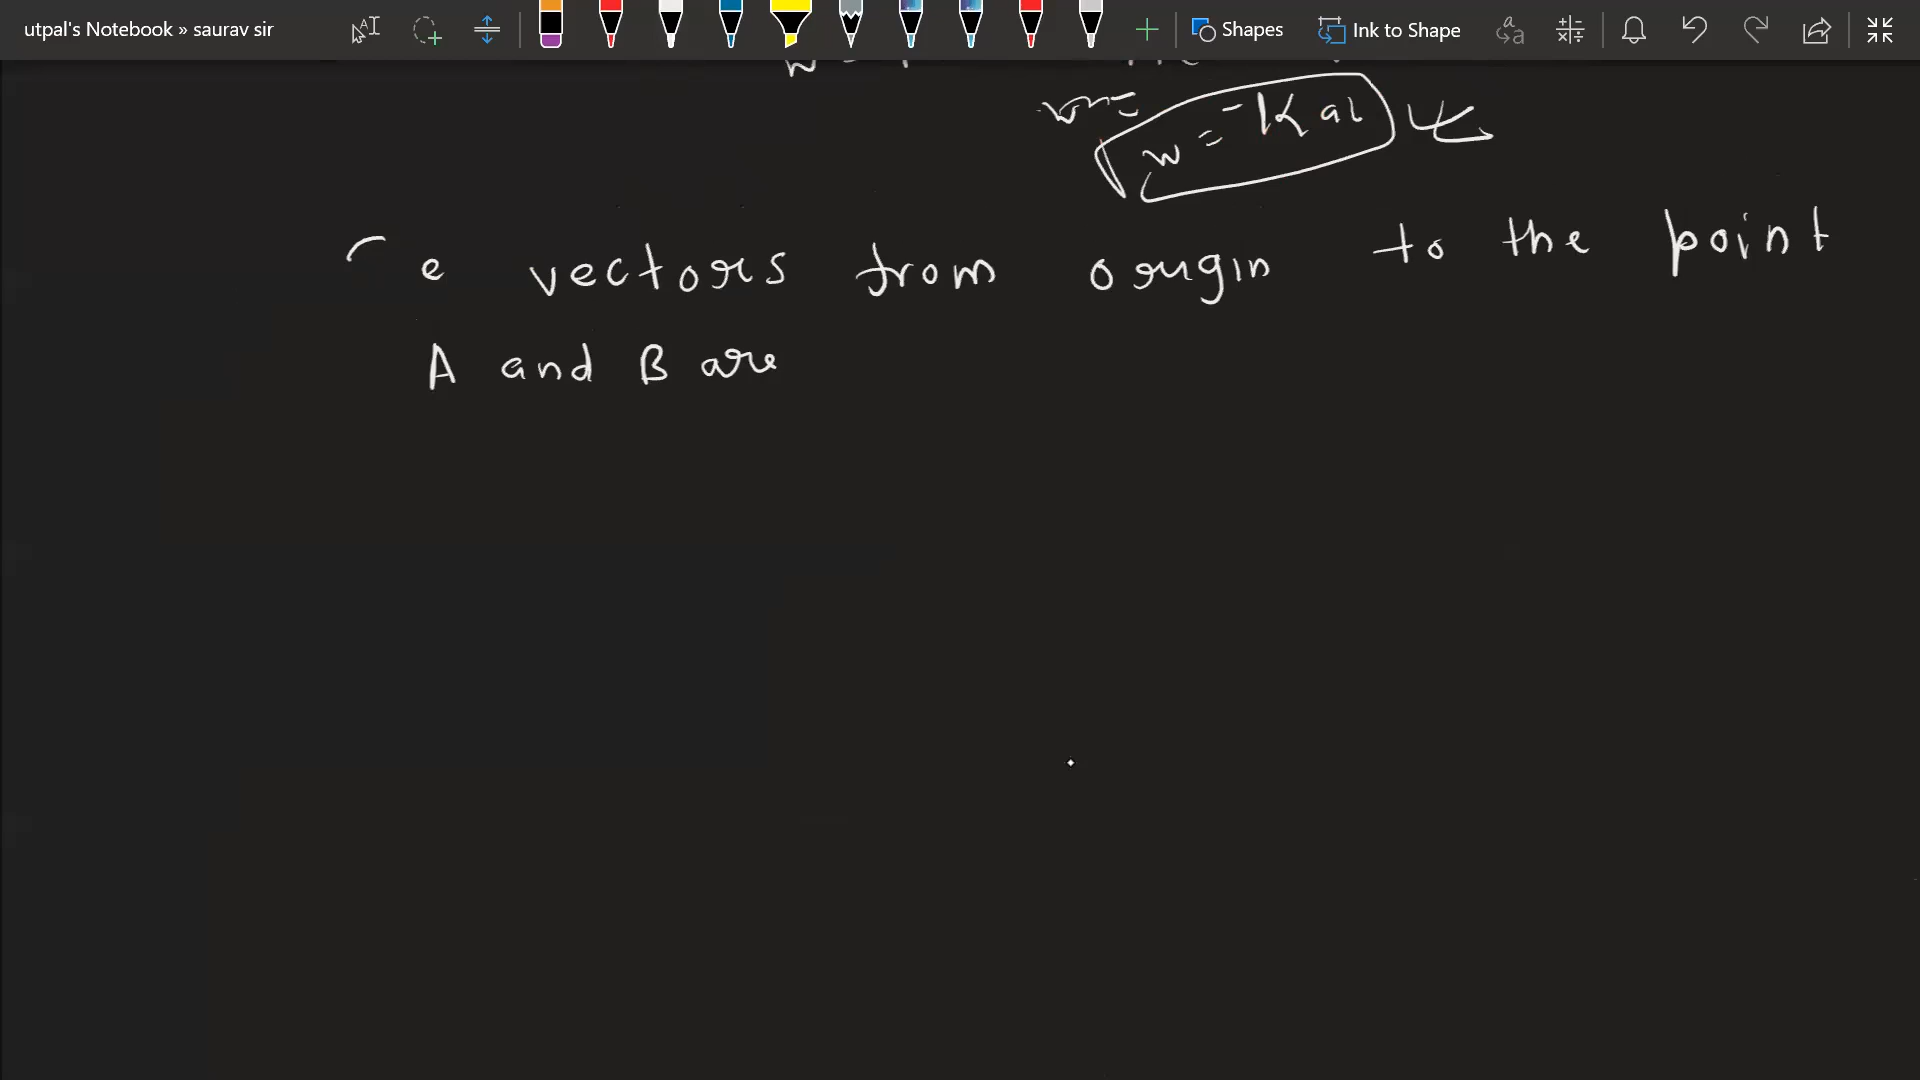 utpal's Notebook » saurav sir
Shapes
Ink to Shape
w =
w = -Kal
e vectors from origin to the point
A and B are